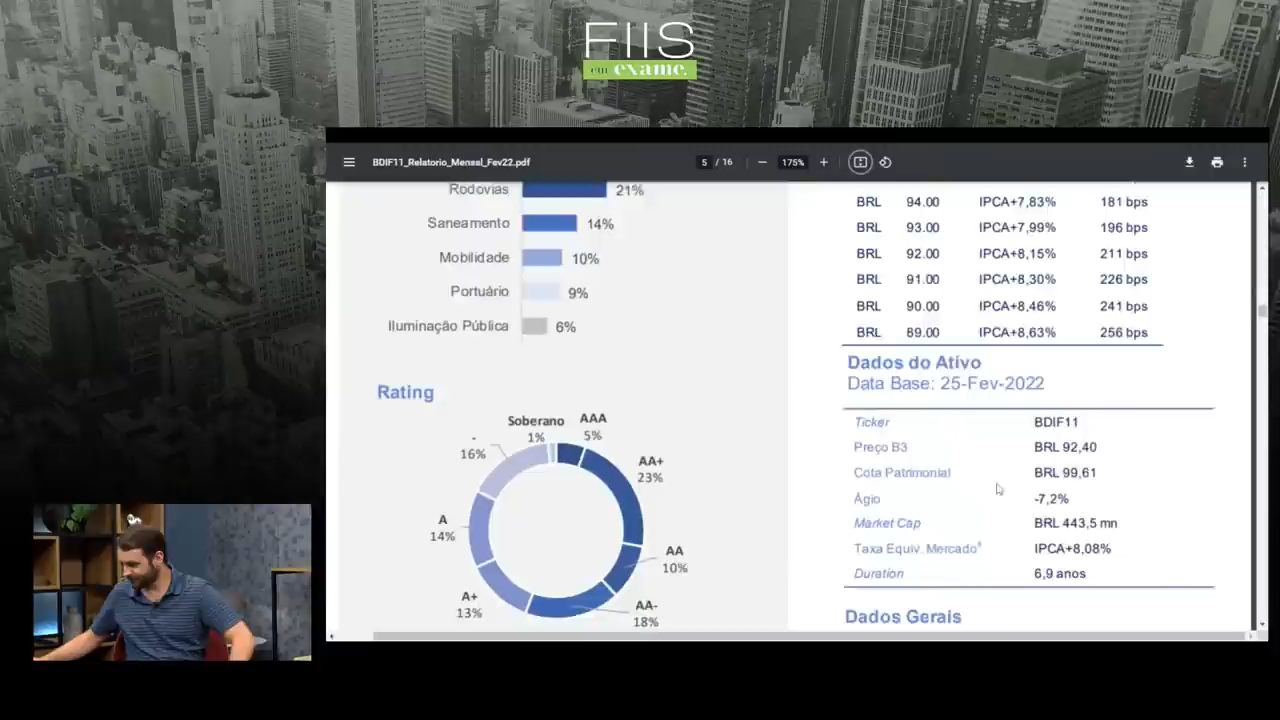 FIIS
em exame.
BDIF11_Relatorio_Mensal_Fev22.pdf
5 / 16
175%
Rodovias 21%
Saneamento 14%
Mobilidade 10%
Portuário 9%
Iluminação Pública 6%
Rating
Soberano 1%
AAA 5%
AA+ 23%
AA 10%
AA- 18%
A+ 13%
A 14%
- 16%
BRL 94.00 IPCA+7,83% 181 bps
BRL 93.00 IPCA+7,99% 196 bps
BRL 92.00 IPCA+8,15% 211 bps
BRL 91.00 IPCA+8,30% 226 bps
BRL 90.00 IPCA+8,46% 241 bps
BRL 89.00 IPCA+8,63% 256 bps
Dados do Ativo
Data Base: 25-Fev-2022
Ticker BDIF11
Preço B3 BRL 92,40
Cota Patrimonial BRL 99,61
Ágio -7,2%
Market Cap BRL 443,5 mn
Taxa Equiv. Mercado IPCA+8,08%
Duration 6,9 anos
Dados Gerais